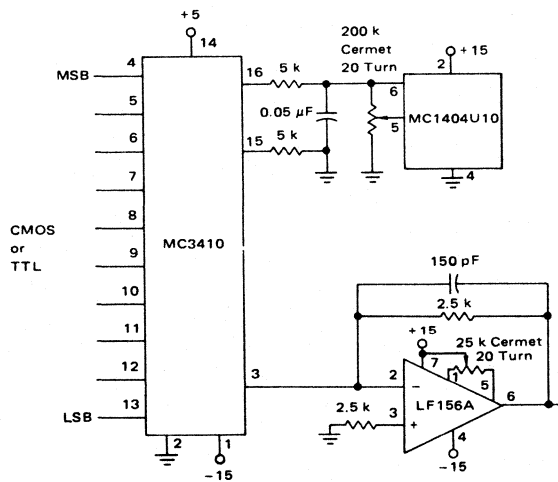 +5
14
200 k
Cermet
20 Turn
+15
2
MSB
4
16
5 k
6
MC1404U10
5
0.05 µF
5
15
5 k
4
6
7
MC3410
8
CMOS
or
TTL
9
10
150 pF
11
2.5 k
+15
25 k Cermet
20 Turn
12
7
1
5
3
2
−
LF156A
6
LSB
13
2.5 k
3
+
4
2
1
−15
−15